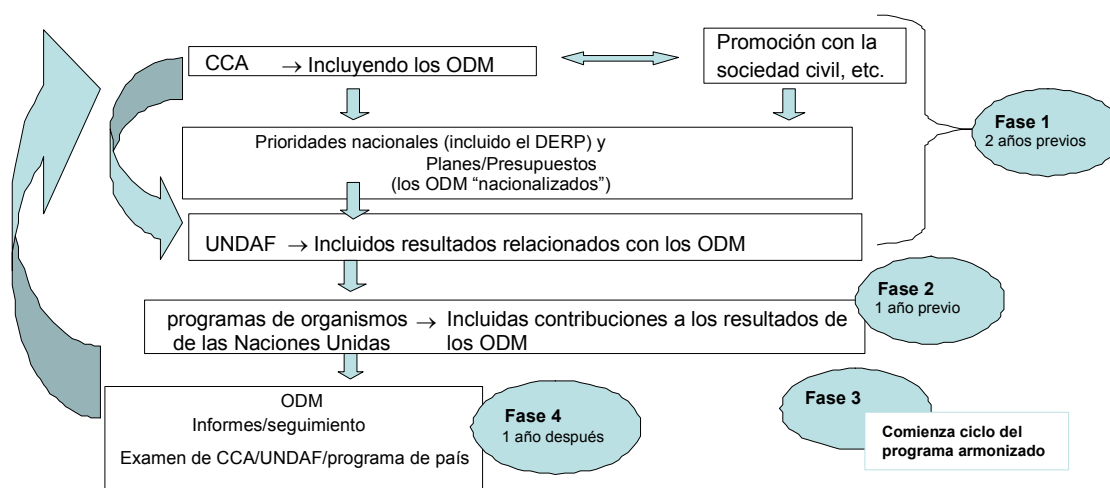 CCA → Incluyendo los ODM
Promoción con la
sociedad civil, etc.
Fase 1
2 años previos
Prioridades nacionales (incluido el DERP) y
Planes/Presupuestos
(los ODM “nacionalizados”)
UNDAF → Incluidos resultados relacionados con los ODM
Fase 2
1 año previo
programas de organismos → Incluidas contribuciones a los resultados de
de las Naciones Unidas los ODM
Fase 3
Comienza ciclo del
programa armonizado
ODM
Informes/seguimiento
Examen de CCA/UNDAF/programa de país
Fase 4
1 año después